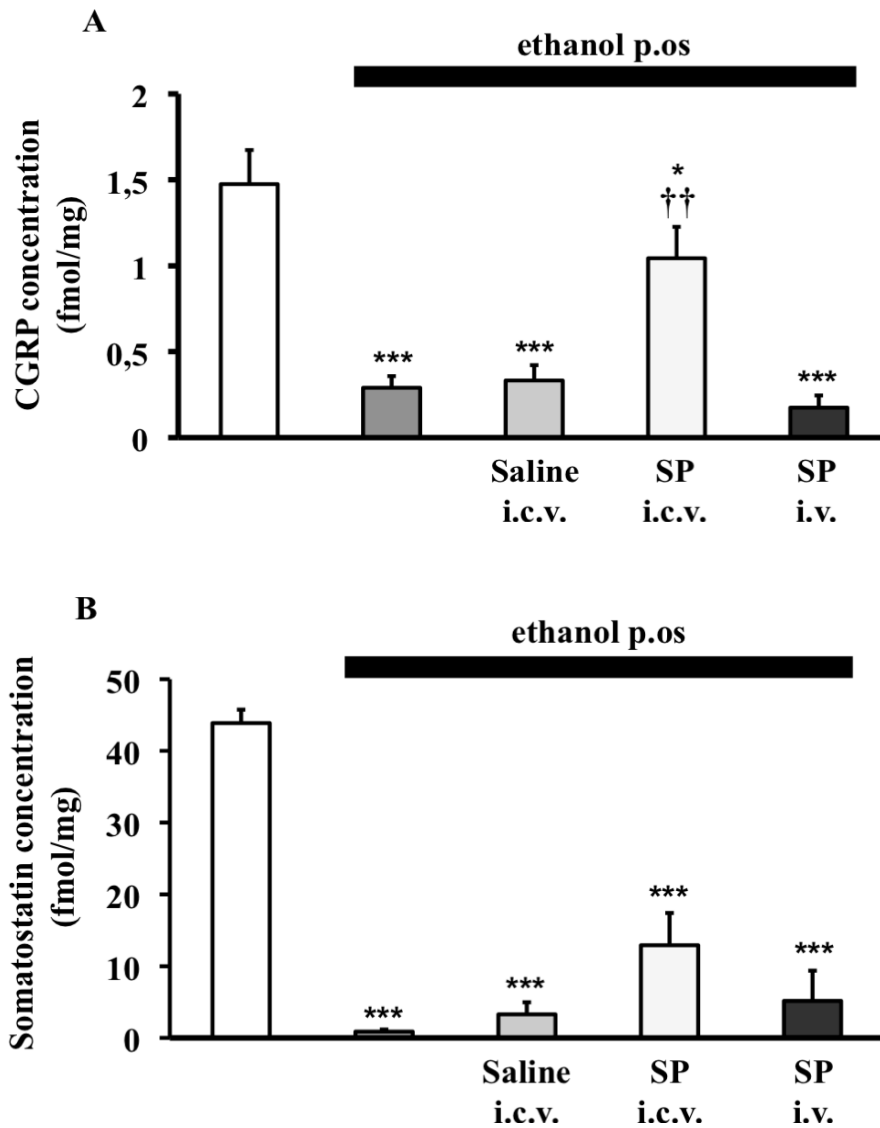 A
ethanol p.os
CGRP concentration
(fmol/mg)
2
1,5
1
0,5
0
***
***
*
††
***
Saline
i.c.v.
SP
i.c.v.
SP
i.v.
B
ethanol p.os
Somatostatin concentration
(fmol/mg)
50
40
30
20
10
0
***
***
***
***
Saline
i.c.v.
SP
i.c.v.
SP
i.v.